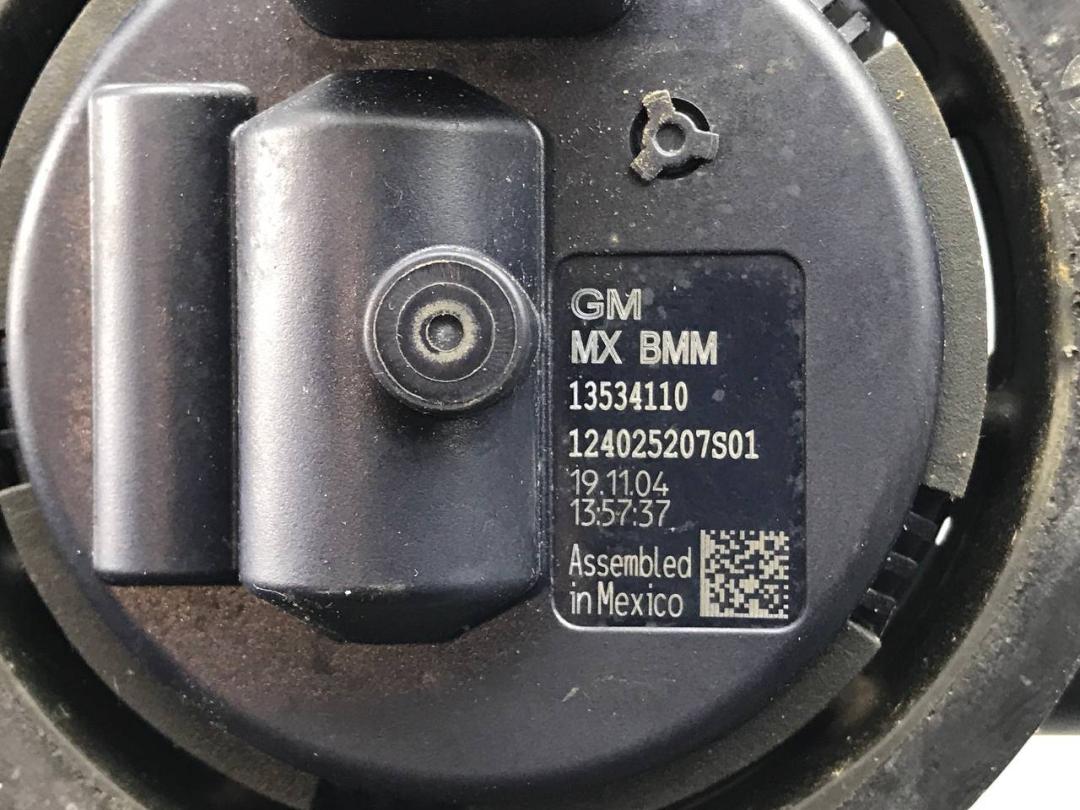 GM
MX BMM
13534110
124025207S01
19.11.04
13:57:37
Assembled
in Mexico